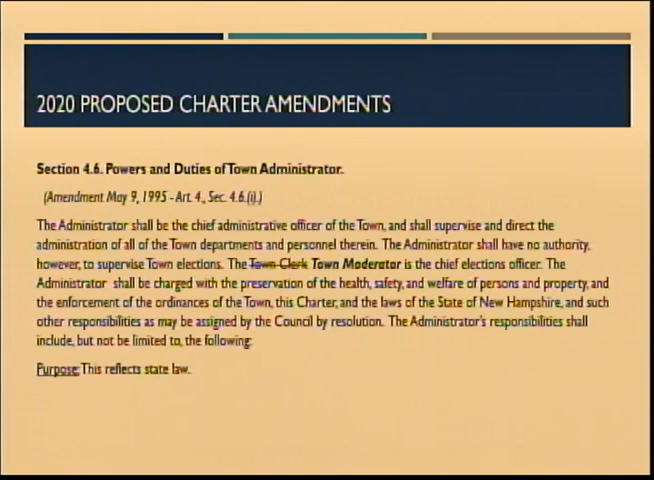 2020 PROPOSED CHARTER AMENDMENTS
Section 4.6. Powers and Duties of Town Administrator.
(Amendment May 9, 1995 - Art. 4., Sec. 4.6.(i).)
The Administrator shall be the chief administrative officer of the Town, and shall supervise and direct the
administration of all of the Town departments and personnel therein. The Administrator shall have no authority,
however, to supervise Town elections. The Town Clerk Town Moderator is the chief elections officer. The
Administrator shall be charged with the preservation of the health, safety, and welfare of persons and property, and
the enforcement of the ordinances of the Town, this Charter, and the laws of the State of New Hampshire, and such
other responsibilities as may be assigned by the Council by resolution. The Administrator's responsibilities shall
include, but not be limited to, the following:
Purpose: This reflects state law.